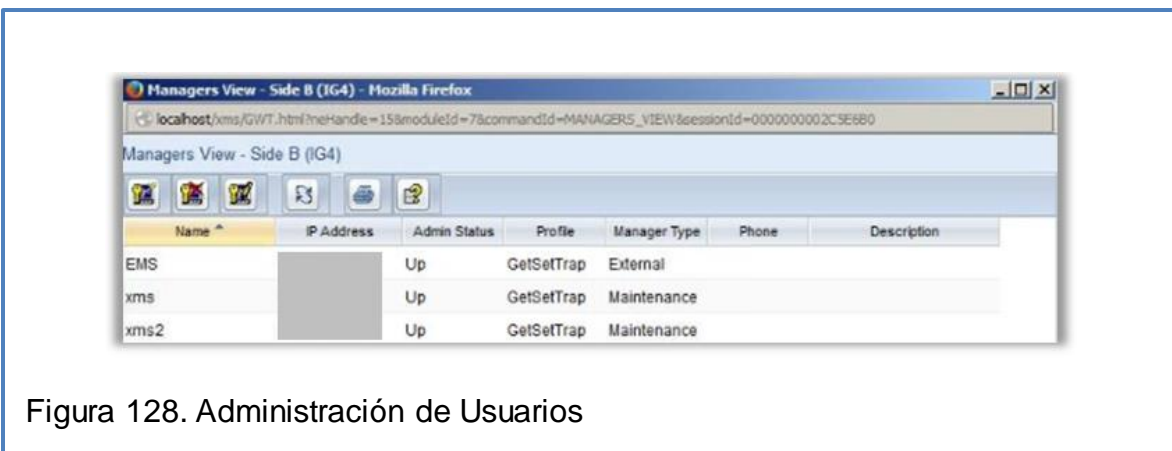 Managers View - Side B (IG4) - Mozilla Firefox
localhost/xms/GWT.html?neHandle=15&moduleId=7&commandId=MANAGERS_VIEW&sessionId=0000000002C5E6B0
Managers View - Side B (IG4)
Name IP Address Admin Status Profile Manager Type Phone Description
EMS Up GetSetTrap External
xms Up GetSetTrap Maintenance
xms2 Up GetSetTrap Maintenance
Figura 128. Administración de Usuarios